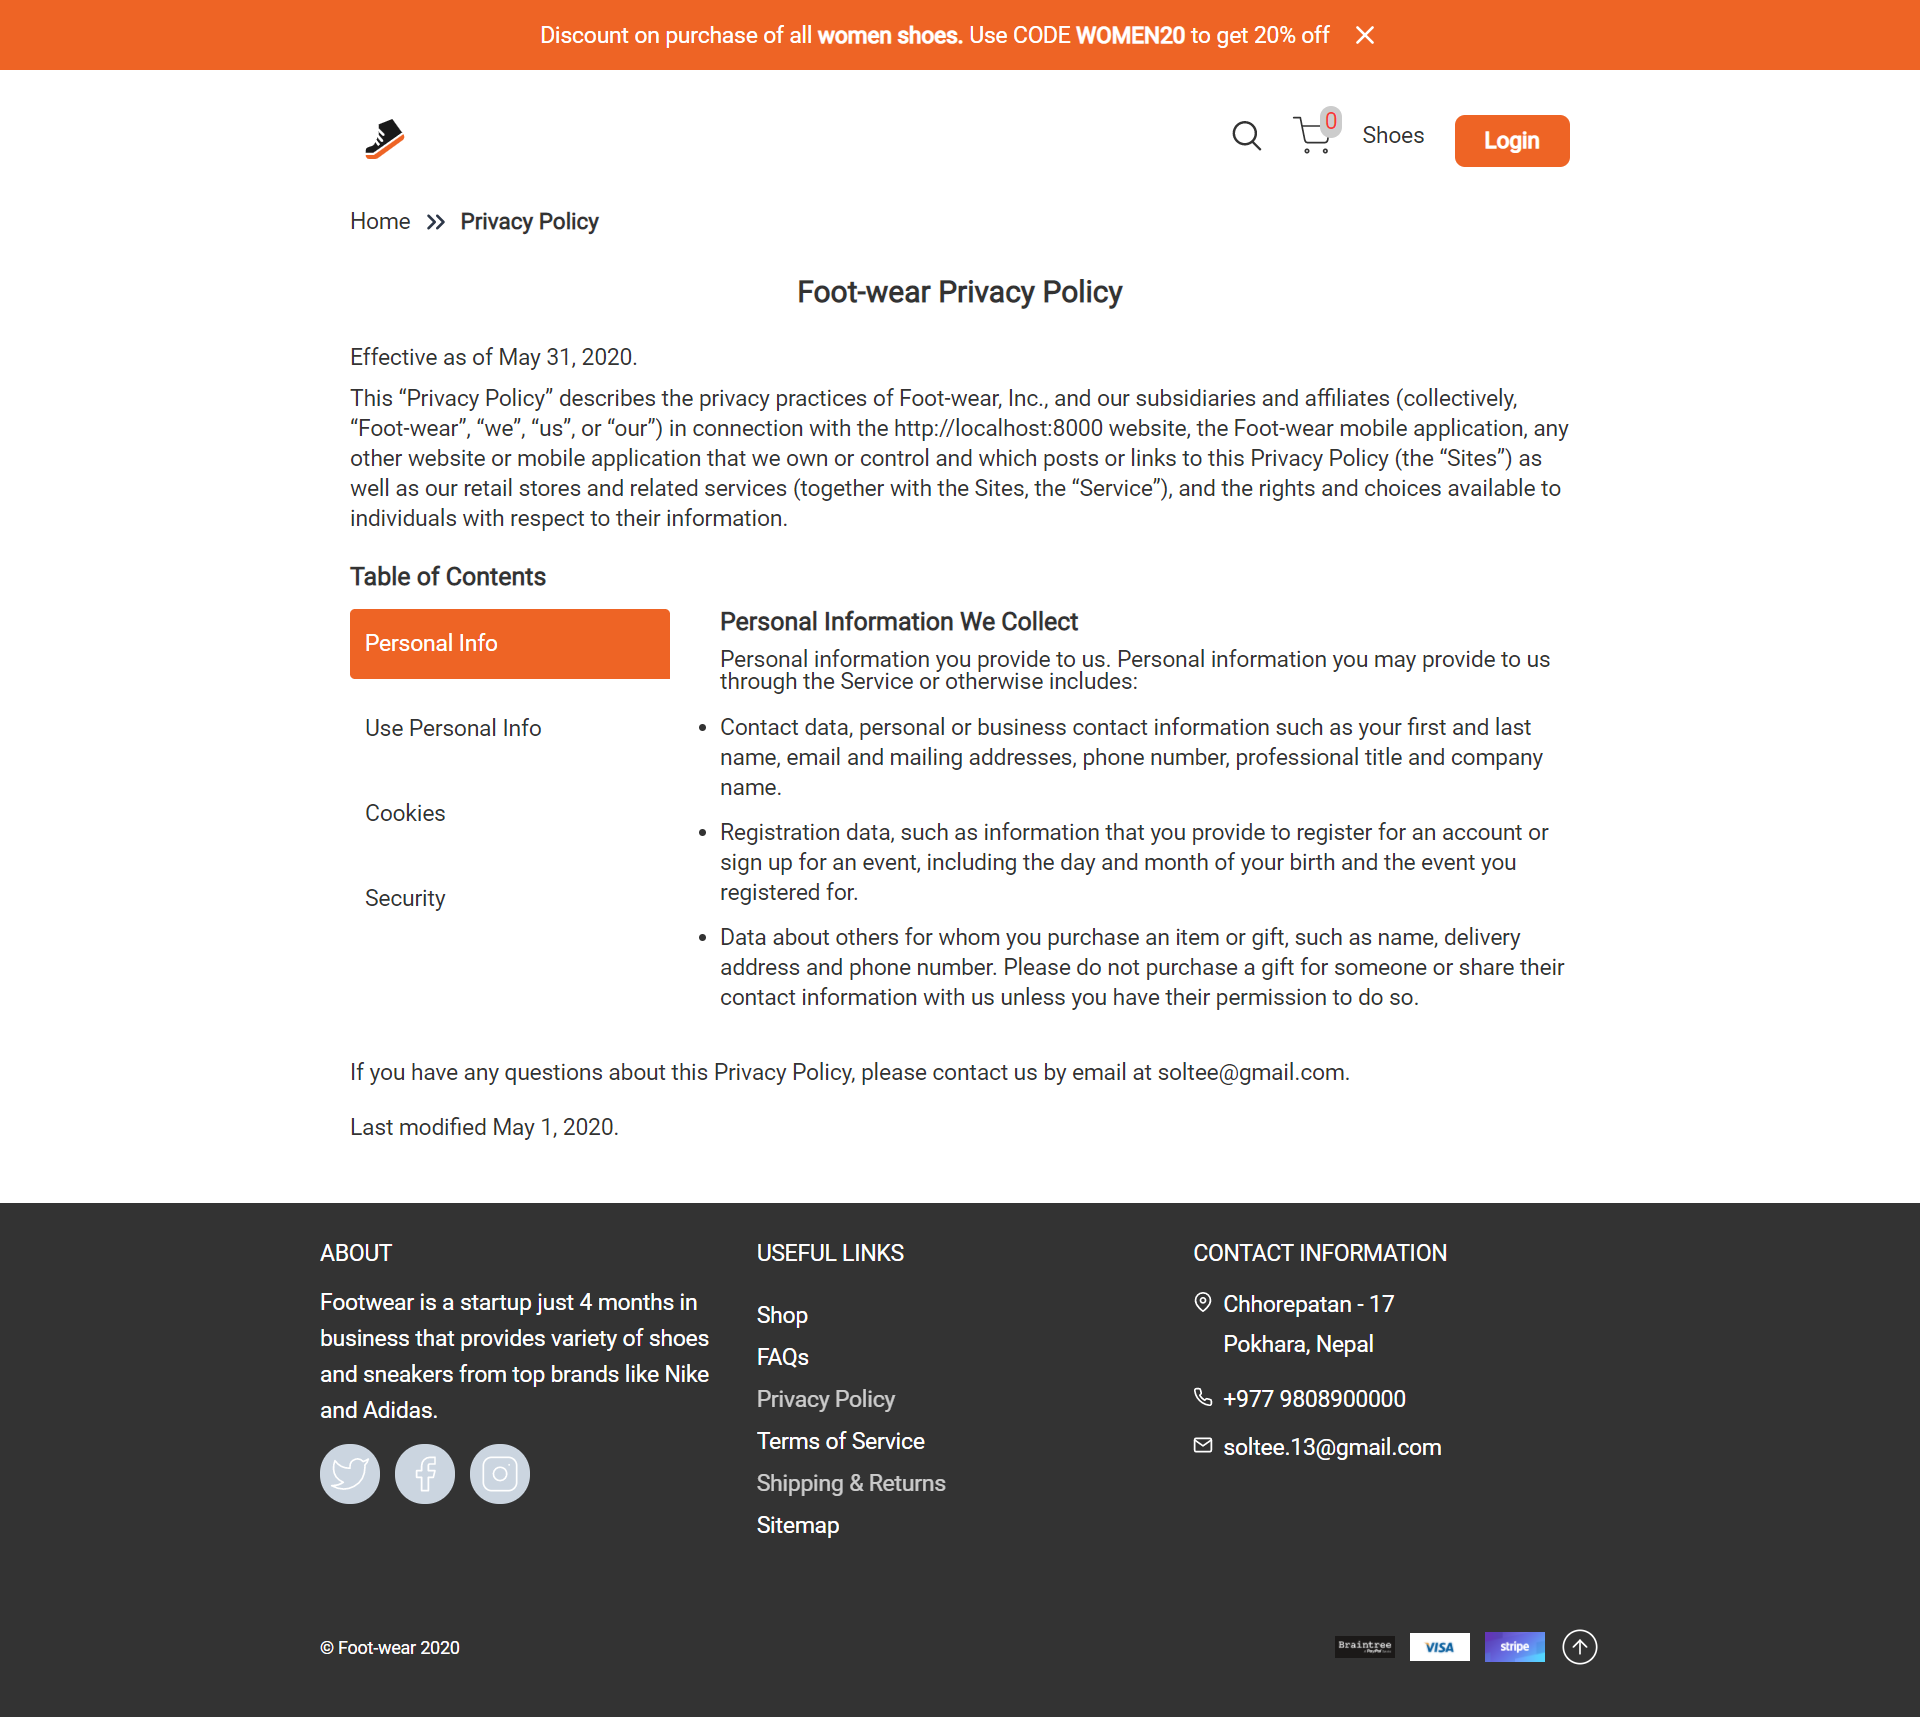 Discount on purchase of all women shoes. Use CODE WOMEN20 to get 20% off
0
Shoes
Login
Home
Privacy Policy
Foot-wear Privacy Policy
Effective as of May 31, 2020.
This “Privacy Policy” describes the privacy practices of Foot-wear, Inc., and our subsidiaries and affiliates (collectively,
“Foot-wear”, “we”, “us”, or “our”) in connection with the http://localhost:8000 website, the Foot-wear mobile application, any
other website or mobile application that we own or control and which posts or links to this Privacy Policy (the “Sites”) as
well as our retail stores and related services (together with the Sites, the “Service”), and the rights and choices available to
individuals with respect to their information.
Table of Contents
Personal Info
Use Personal Info
Cookies
Security
Personal Information We Collect
Personal information you provide to us. Personal information you may provide to us
through the Service or otherwise includes:
• Contact data, personal or business contact information such as your first and last
name, email and mailing addresses, phone number, professional title and company
name.
• Registration data, such as information that you provide to register for an account or
sign up for an event, including the day and month of your birth and the event you
registered for.
• Data about others for whom you purchase an item or gift, such as name, delivery
address and phone number. Please do not purchase a gift for someone or share their
contact information with us unless you have their permission to do so.
If you have any questions about this Privacy Policy, please contact us by email at soltee@gmail.com.
Last modified May 1, 2020.
ABOUT
Footwear is a startup just 4 months in
business that provides variety of shoes
and sneakers from top brands like Nike
and Adidas.
USEFUL LINKS
Shop
FAQs
Privacy Policy
Terms of Service
Shipping & Returns
Sitemap
CONTACT INFORMATION
Chhorepatan - 17
Pokhara, Nepal
+977 9808900000
soltee.13@gmail.com
© Foot-wear 2020
Braintree
VISA
stripe